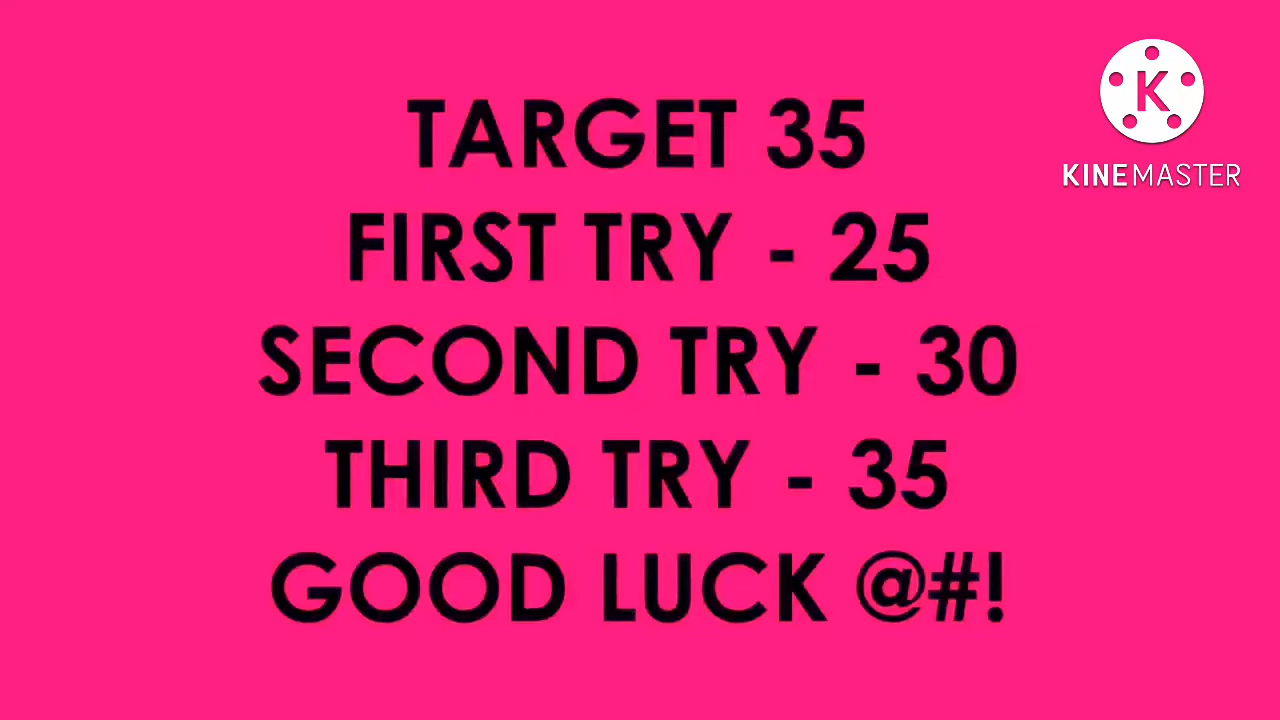 TARGET 35
FIRST TRY - 25
SECOND TRY - 30
THIRD TRY - 35
GOOD LUCK @#!
K
KINEMASTER